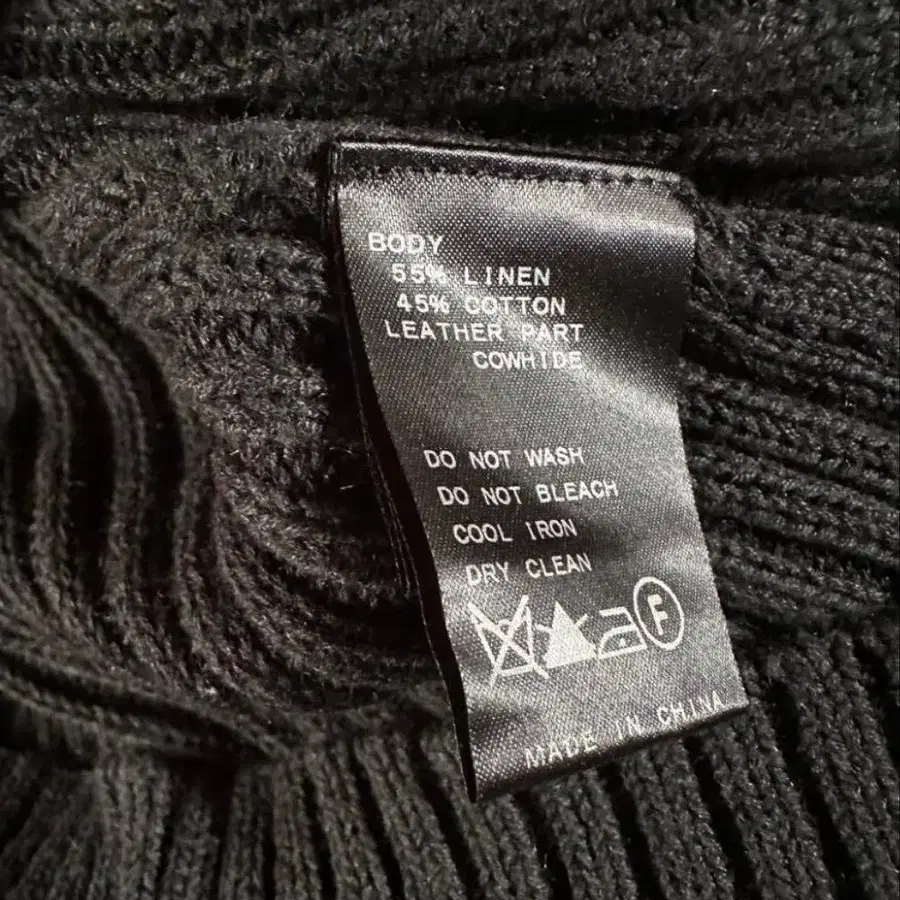 BODY
55% LINEN
45% COTTON
LEATHER PART
COWHIDE
DO NOT WASH
DO NOT BLEACH
COOL IRON
DRY CLEAN
F
MADE IN CHINA